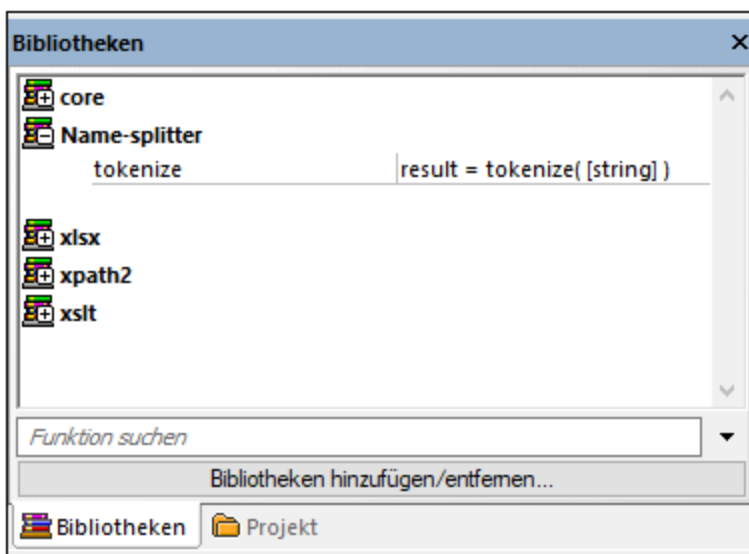 Bibliotheken
core
Name-splitter
tokenize result = tokenize( [string] )
xlsx
xpath2
xslt
Funktion suchen
Bibliotheken hinzufügen/entfernen...
Bibliotheken Projekt